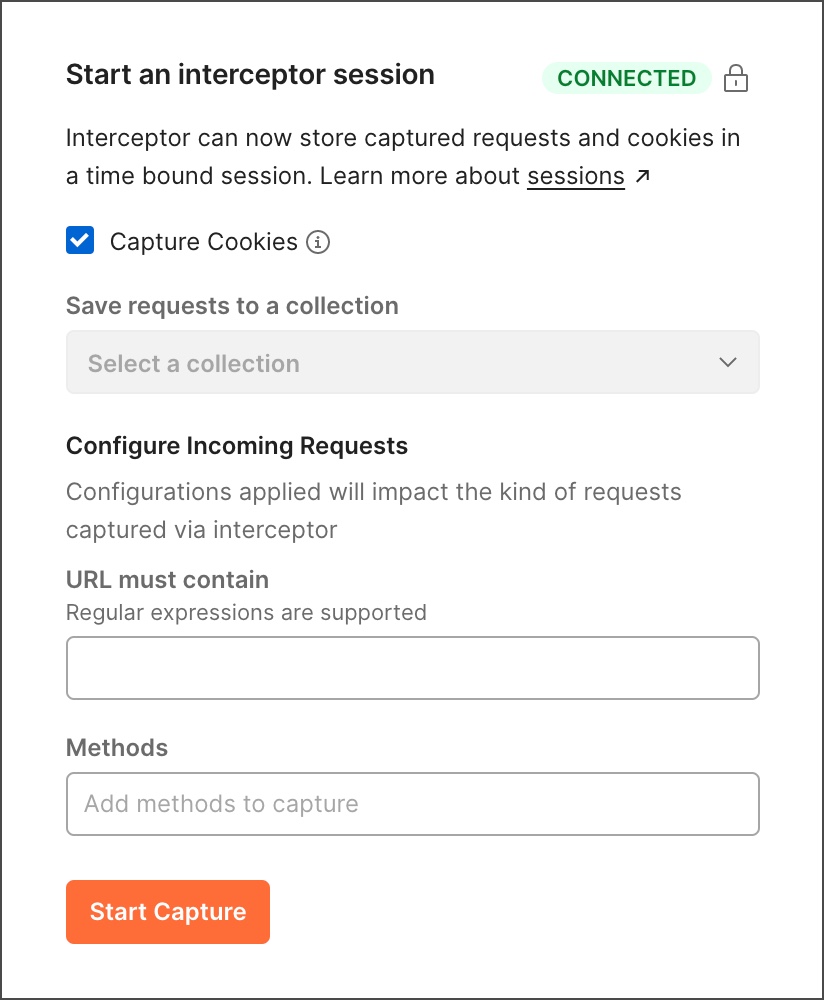 Start an interceptor session
CONNECTED
Interceptor can now store captured requests and cookies in
a time bound session. Learn more about sessions ↗
Capture Cookies
Save requests to a collection
Select a collection
Configure Incoming Requests
Configurations applied will impact the kind of requests
captured via interceptor
URL must contain
Regular expressions are supported
Methods
Add methods to capture
Start Capture